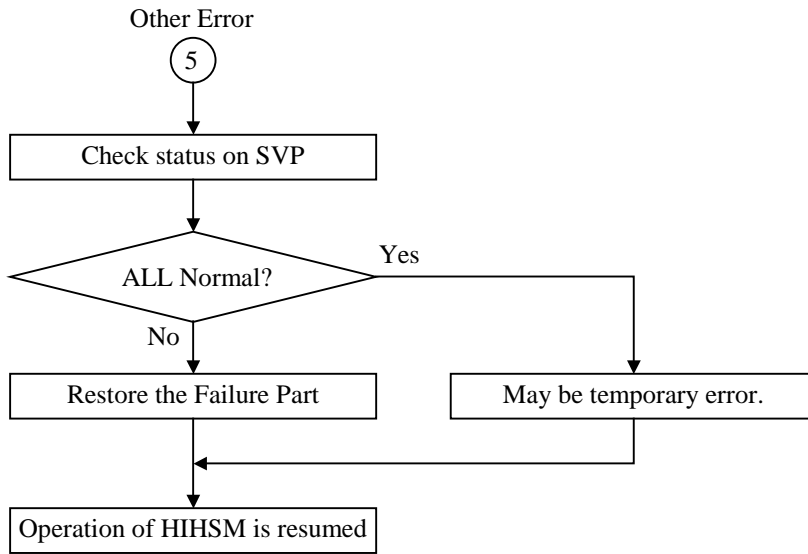 Other Error
5
Check status on SVP
ALL Normal?
Yes
No
Restore the Failure Part
May be temporary error.
Operation of HIHSM is resumed